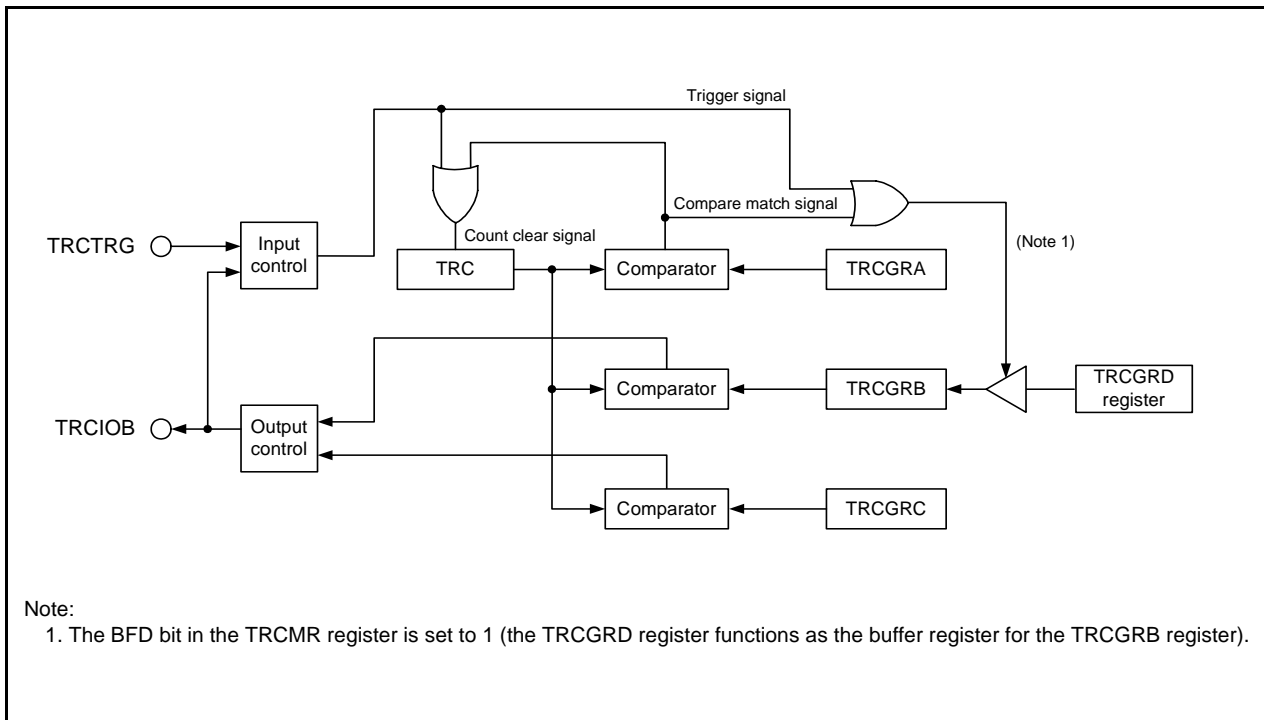 Trigger signal
Compare match signal
TRCTRG
Input
control
Count clear signal
(Note 1)
TRC
Comparator
TRCGRA
TRCIOB
Output
control
Comparator
TRCGRB
TRCGRD
register
Comparator
TRCGRC
Note:
1. The BFD bit in the TRCMR register is set to 1 (the TRCGRD register functions as the buffer register for the TRCGRB register).